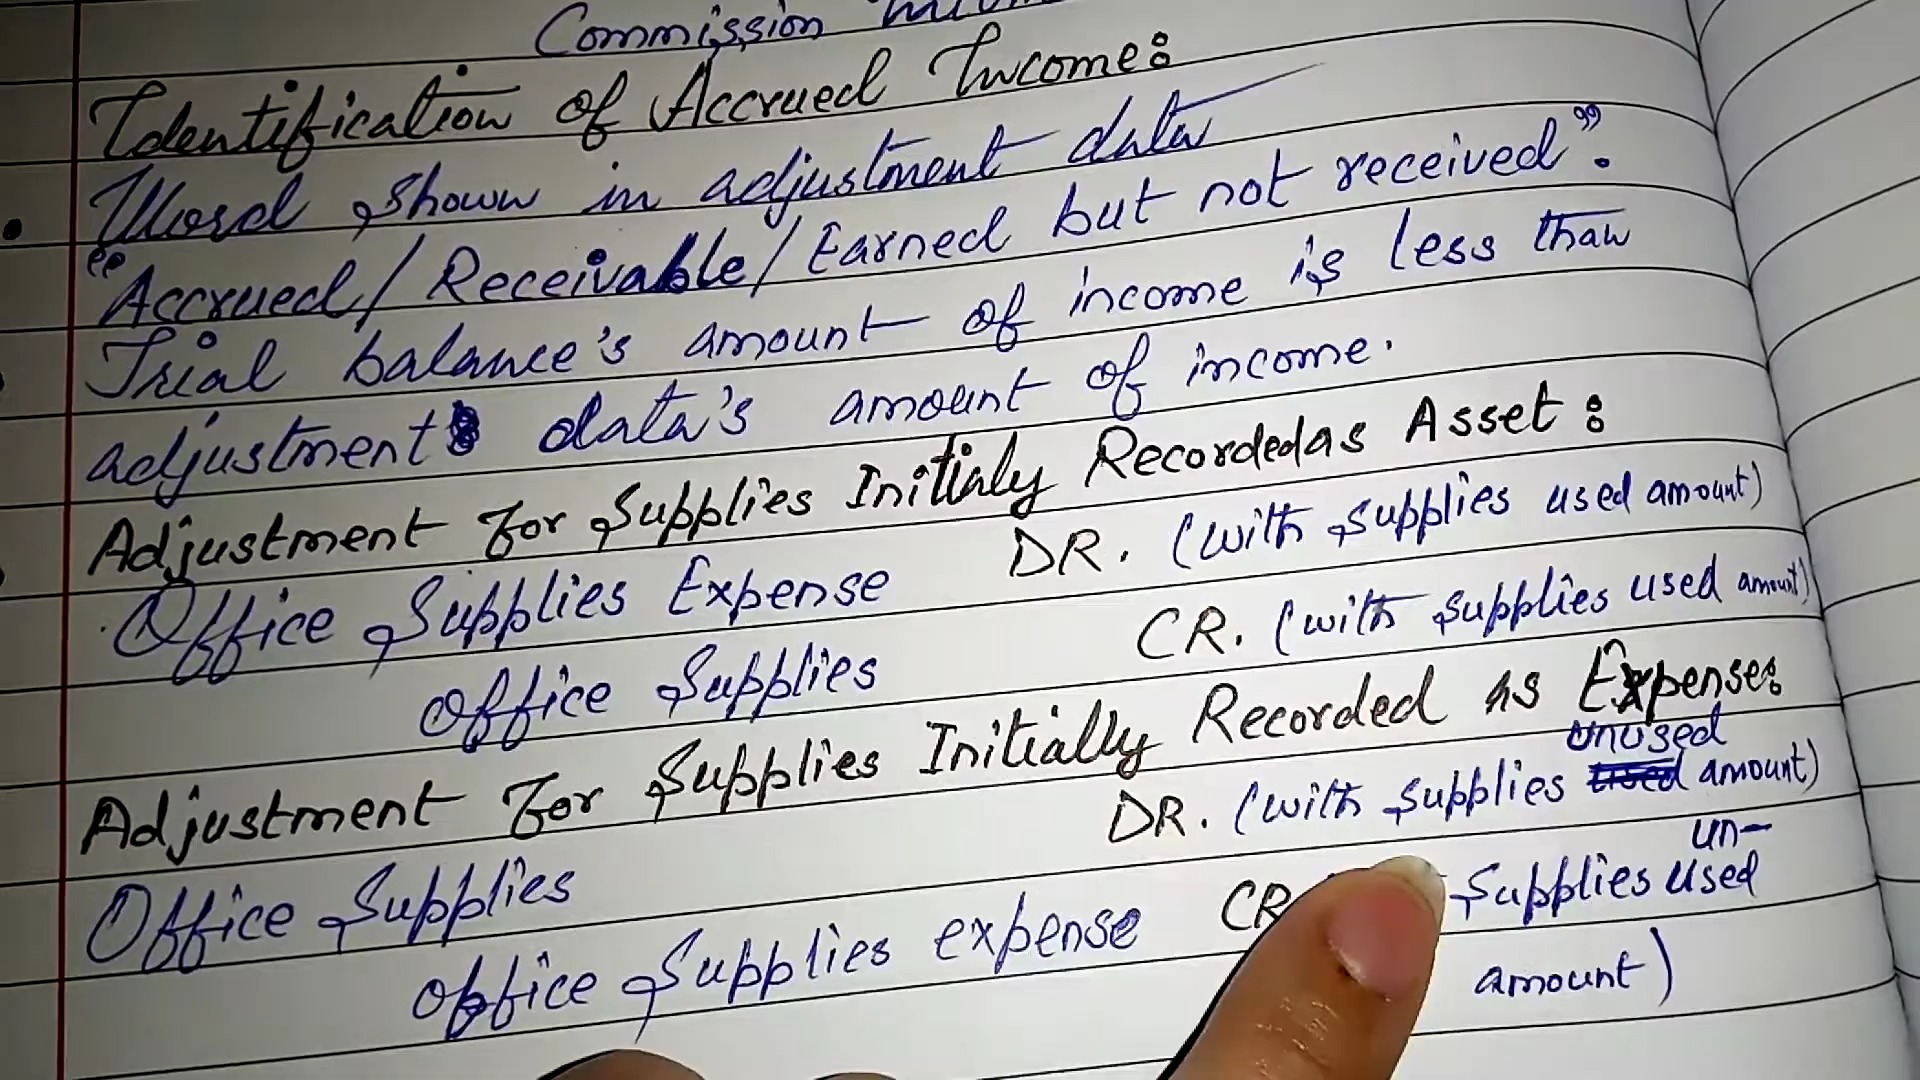 Commission
Identification of Accrued Income:
Word shown in adjustment data
"Accrued/Receivable/Earned but not received".
Trial balance's amount of income is less than
adjustment data's amount of income.
Adjustment For Supplies Initialy Recorded as Asset:
Office Supplies Expense DR. (with supplies used amount)
office Supplies CR. (with supplies used amount)
Adjustment For Supplies Initially Recorded as Expense:
unused
Office Supplies DR. (with supplies used amount)
un-
office Supplies expense CR. Supplies used
amount)